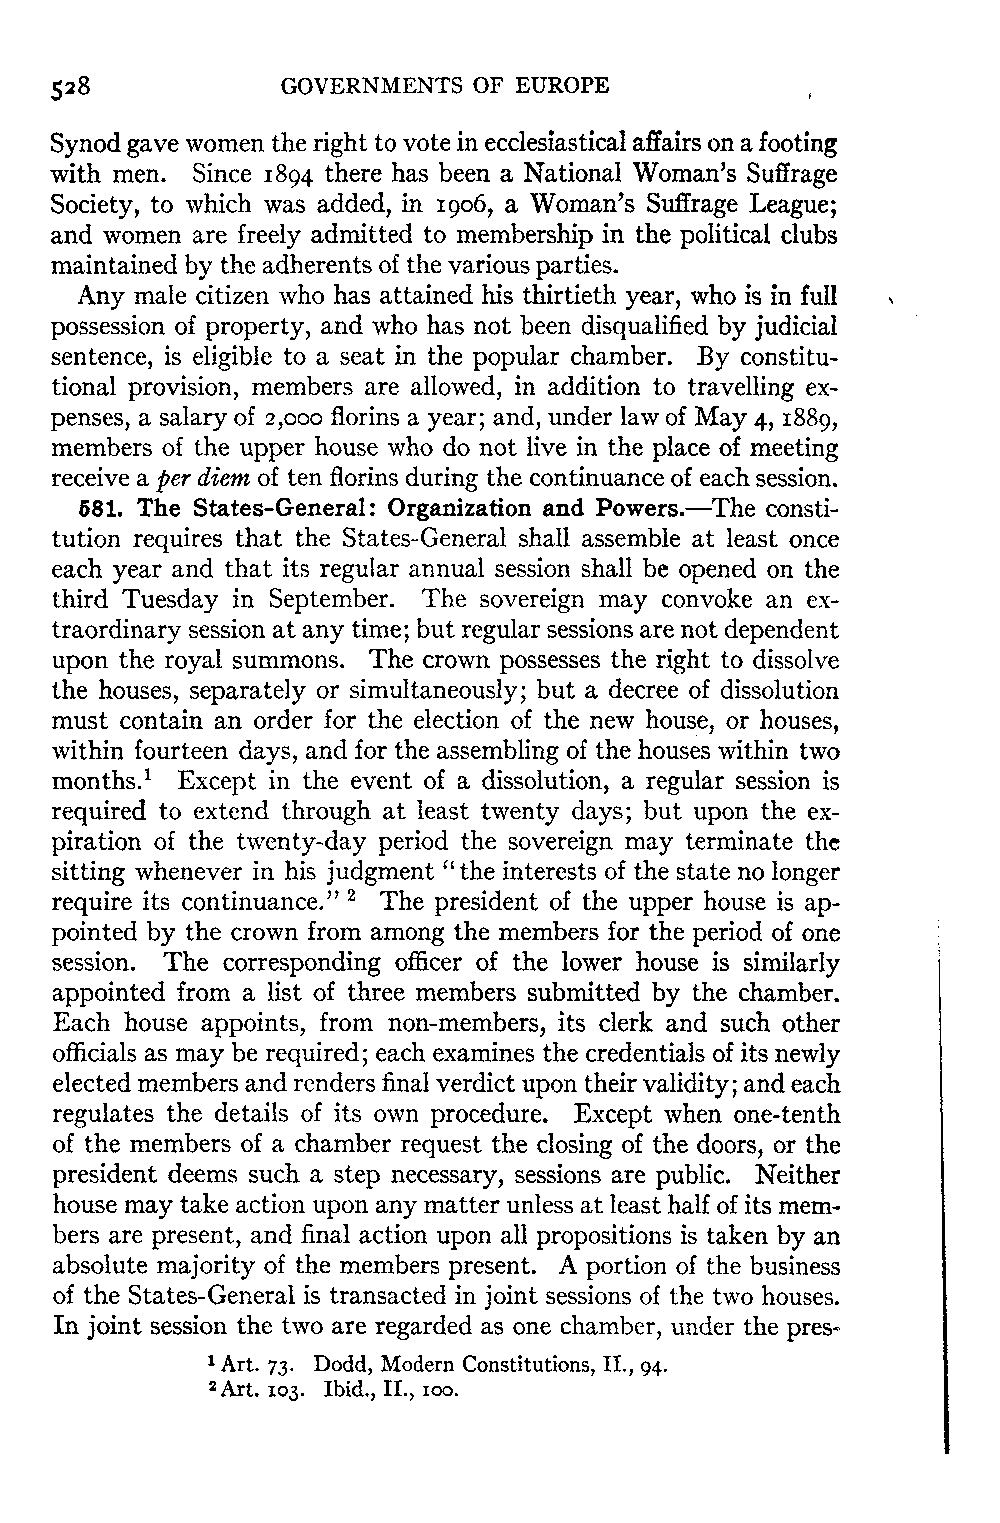 528 GOVERNMENTS OF EUROPE
Synod gave women the right to vote in ecclesiastical affairs on a footing
with men. Since 1894 there has been a National Woman's Suffrage
Society, to which was added, in 1906, a Woman's Suffrage League;
and women are freely admitted to membership in the political clubs
maintained by the adherents of the various parties.
Any male citizen who has attained his thirtieth year, who is in full
possession of property, and who has not been disqualified by judicial
sentence, is eligible to a seat in the popular chamber. By constitu-
tional provision, members are allowed, in addition to travelling ex-
penses, a salary of 2,000 florins a year; and, under law of May 4, 1889,
members of the upper house who do not live in the place of meeting
receive a per diem of ten florins during the continuance of each session.
581. The States-General: Organization and Powers.—The consti-
tution requires that the States-General shall assemble at least once
each year and that its regular annual session shall be opened on the
third Tuesday in September. The sovereign may convoke an ex-
traordinary session at any time; but regular sessions are not dependent
upon the royal summons. The crown possesses the right to dissolve
the houses, separately or simultaneously; but a decree of dissolution
must contain an order for the election of the new house, or houses,
within fourteen days, and for the assembling of the houses within two
months.¹ Except in the event of a dissolution, a regular session is
required to extend through at least twenty days; but upon the ex-
piration of the twenty-day period the sovereign may terminate the
sitting whenever in his judgment "the interests of the state no longer
require its continuance." ² The president of the upper house is ap-
pointed by the crown from among the members for the period of one
session. The corresponding officer of the lower house is similarly
appointed from a list of three members submitted by the chamber.
Each house appoints, from non-members, its clerk and such other
officials as may be required; each examines the credentials of its newly
elected members and renders final verdict upon their validity; and each
regulates the details of its own procedure. Except when one-tenth
of the members of a chamber request the closing of the doors, or the
president deems such a step necessary, sessions are public. Neither
house may take action upon any matter unless at least half of its mem-
bers are present, and final action upon all propositions is taken by an
absolute majority of the members present. A portion of the business
of the States-General is transacted in joint sessions of the two houses.
In joint session the two are regarded as one chamber, under the pres-
¹ Art. 73. Dodd, Modern Constitutions, II., 94.
² Art. 103. Ibid., II., 100.